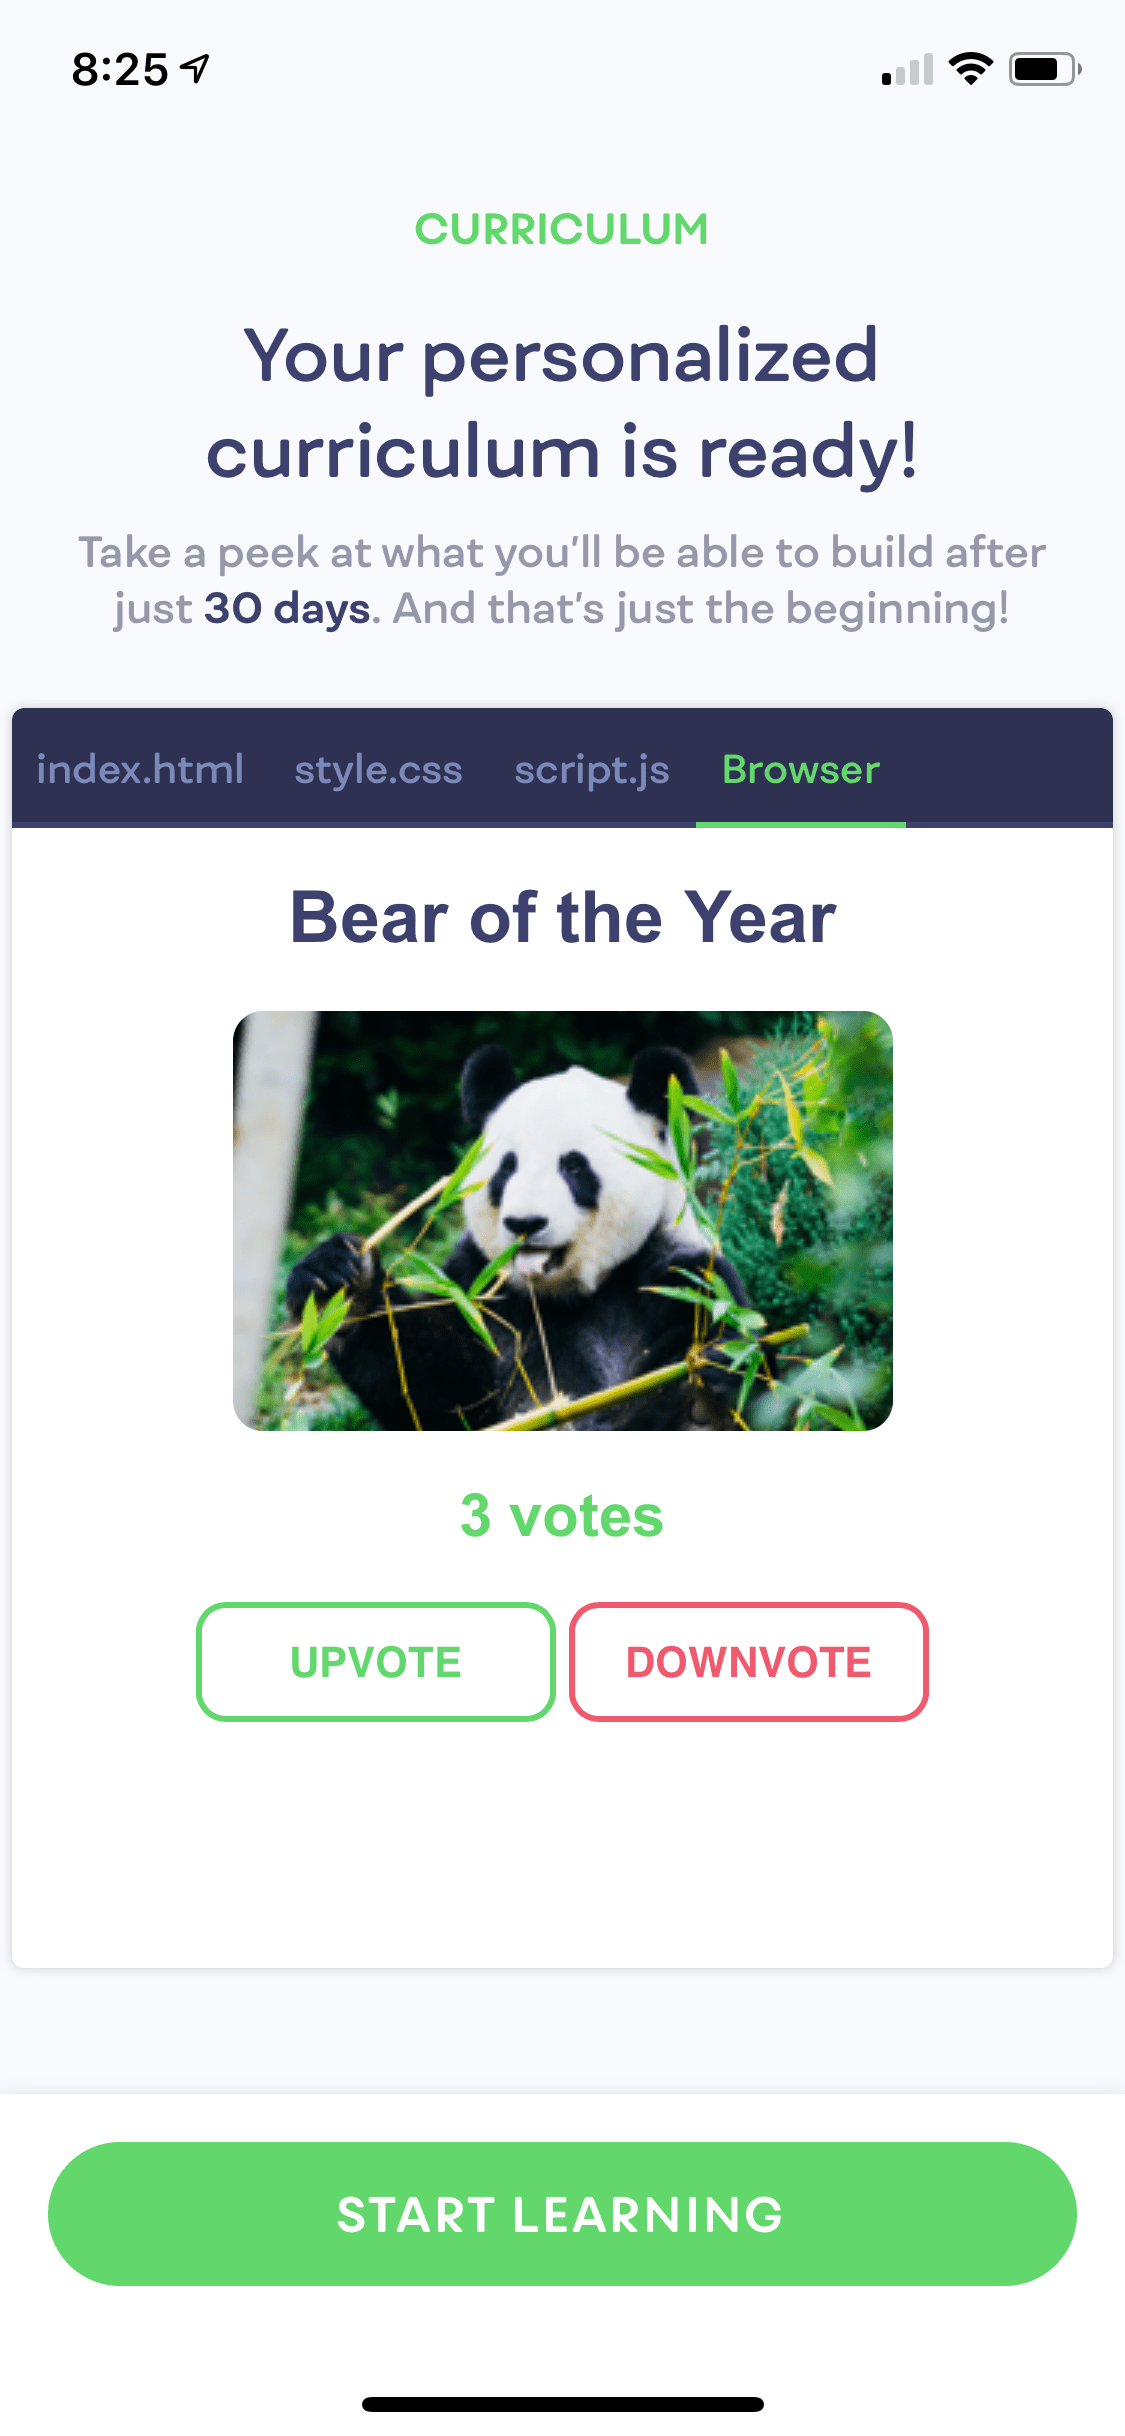 8:25
CURRICULUM
Your personalized
curriculum is ready!
Take a peek at what you’ll be able to build after
just 30 days. And that’s just the beginning!
index.html style.css script.js Browser
Bear of the Year
3 votes
UPVOTE DOWNVOTE
START LEARNING